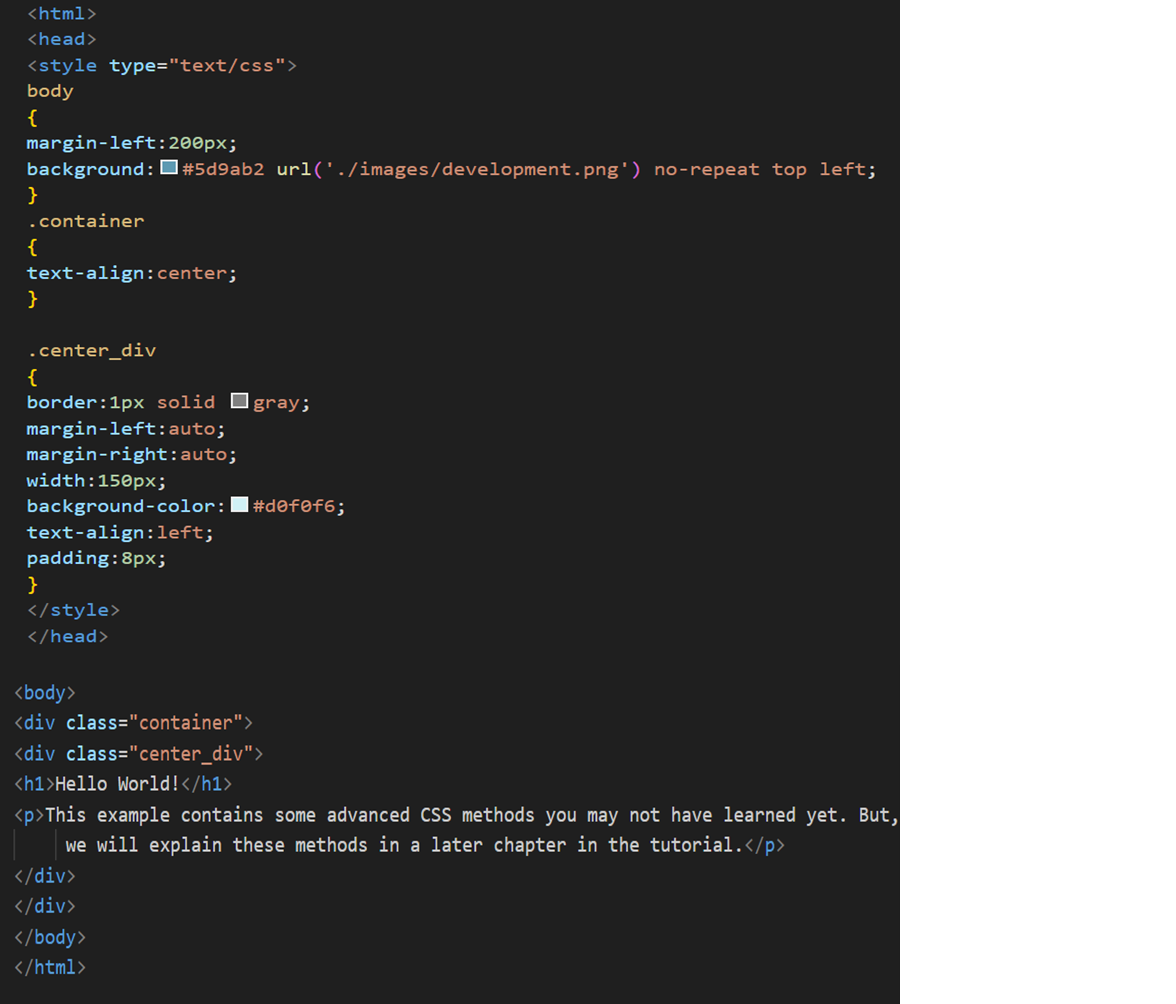 <html>
<head>
<style type="text/css">
body
{
margin-left:200px;
background:#5d9ab2 url('./images/development.png') no-repeat top left;
}
.container
{
text-align:center;
}
.center_div
{
border:1px solid gray;
margin-left:auto;
margin-right:auto;
width:150px;
background-color:#d0f0f6;
text-align:left;
padding:8px;
}
</style>
</head>
<body>
<div class="container">
<div class="center_div">
<h1>Hello World!</h1>
<p>This example contains some advanced CSS methods you may not have learned yet. But,
we will explain these methods in a later chapter in the tutorial.</p>
</div>
</div>
</body>
</html>